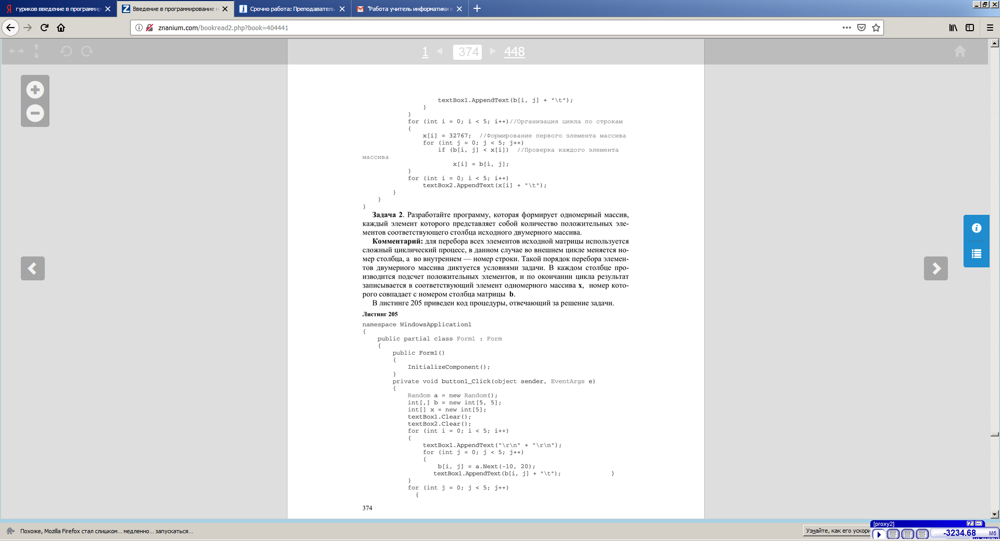 гуриков введение в программир
Введение в программирование н
Срочно работа: Преподаватель
"Работа учитель информатики в
znanium.com/bookread2.php?book=404441
1 374 448
textBox1.AppendText(b[i, j] + "\t");
}
}
for (int i = 0; i < 5; i++)//Организация цикла по строкам
{
x[i] = 32767; //Формирование первого элемента массива
for (int j = 0; j < 5; j++)
if (b[i, j] < x[i]) //Проверка каждого элемента
массива
x[i] = b[i, j];
}
for (int i = 0; i < 5; i++)
textBox2.AppendText(x[i] + "\t");
}
}
}
Задача 2. Разработайте программу, которая формирует одномерный массив,
каждый элемент которого представляет собой количество положительных эле-
ментов соответствующего столбца исходного двумерного массива.
Комментарий: для перебора всех элементов исходной матрицы используется
сложный циклический процесс, в данном случае во внешнем цикле меняется но-
мер столбца, а во внутреннем — номер строки. Такой порядок перебора элемен-
тов двумерного массива диктуется условиями задачи. В каждом столбце про-
изводится подсчет положительных элементов, и по окончании цикла результат
записывается в соответствующий элемент одномерного массива x, номер кото-
рого совпадает с номером столбца матрицы b.
В листинге 205 приведен код процедуры, отвечающий за решение задачи.
Листинг 205
namespace WindowsApplication1
{
public partial class Form1 : Form
{
public Form1()
{
InitializeComponent();
}
private void button1_Click(object sender, EventArgs e)
{
Random a = new Random();
int[,] b = new int[5, 5];
int[] x = new int[5];
textBox1.Clear();
textBox2.Clear();
for (int i = 0; i < 5; i++)
{
textBox1.AppendText("\r\n" + "\r\n");
for (int j = 0; j < 5; j++)
{
b[i, j] = a.Next(-10, 20);
textBox1.AppendText(b[i, j] + "\t"); }
}
for (int j = 0; j < 5; j++)
{
374
Похоже, Mozilla Firefox стал слишком... медленно... запускаться...
Узнайте, как его ускори
[proxy2]
-3234.68 Мб